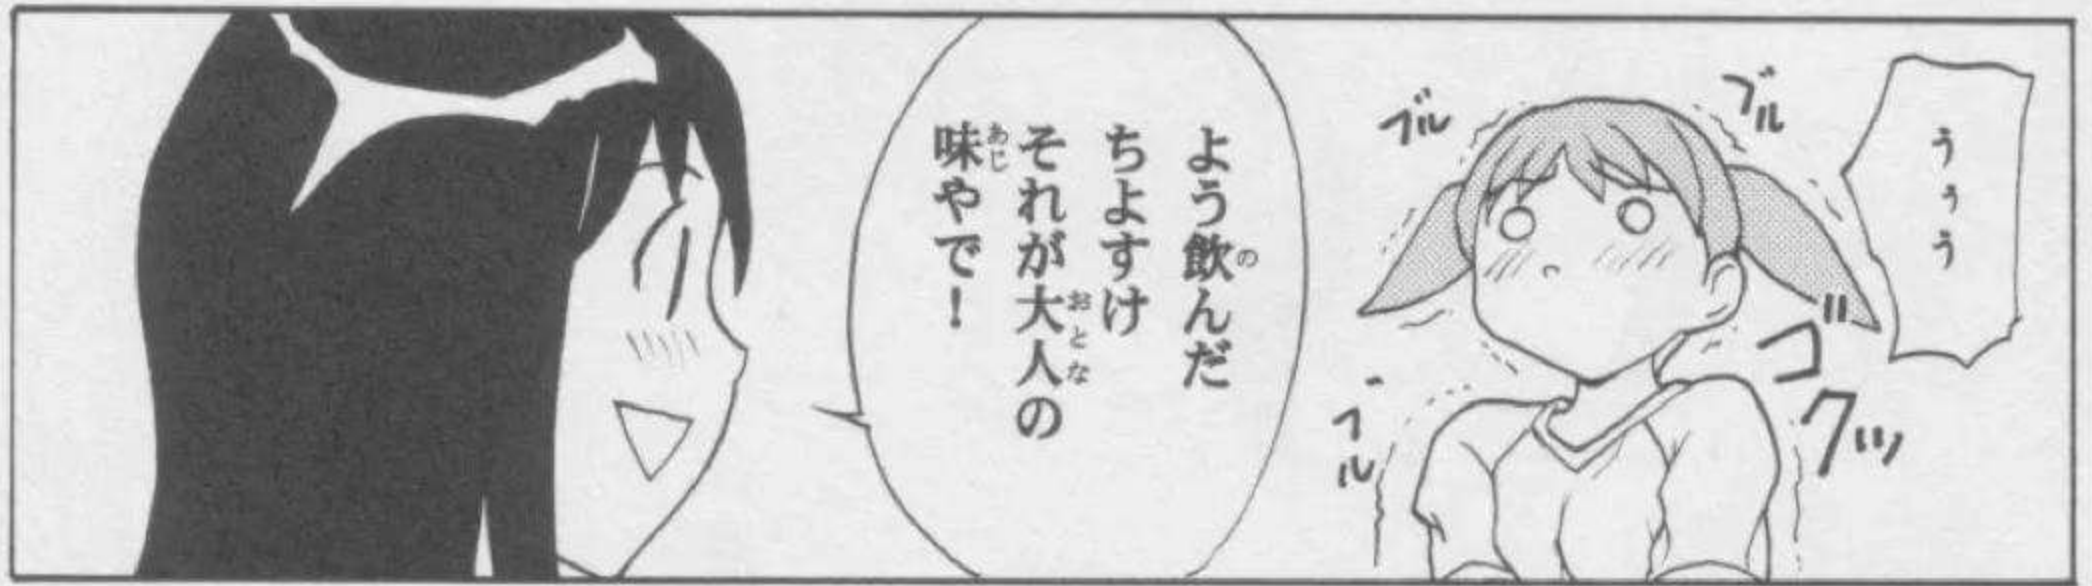 うぅう
ブル
ブル
ゴクッ
ブル
よう飲んだ
ちよすけ
それが大人の
味やで!